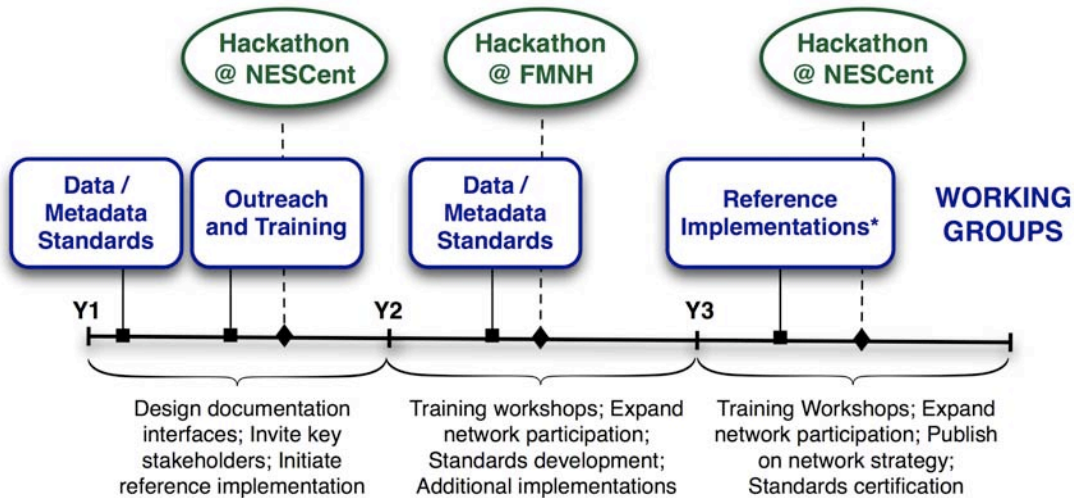 Hackathon
@ NESCent
Hackathon
@ FMNH
Hackathon
@ NESCent
Data /
Metadata
Standards
Outreach
and Training
Data /
Metadata
Standards
Reference
Implementations*
WORKING
GROUPS
Y1
Y2
Y3
Design documentation
interfaces; Invite key
stakeholders; Initiate
reference implementation
Training workshops; Expand
network participation;
Standards development;
Additional implementations
Training Workshops; Expand
network participation; Publish
on network strategy;
Standards certification